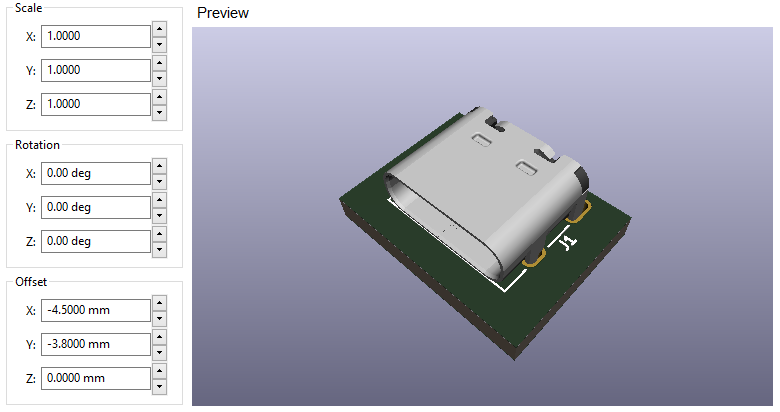 Scale
X: 1.0000
Y: 1.0000
Z: 1.0000
Rotation
X: 0.00 deg
Y: 0.00 deg
Z: 0.00 deg
Offset
X: -4.5000 mm
Y: -3.8000 mm
Z: 0.0000 mm
Preview
J1